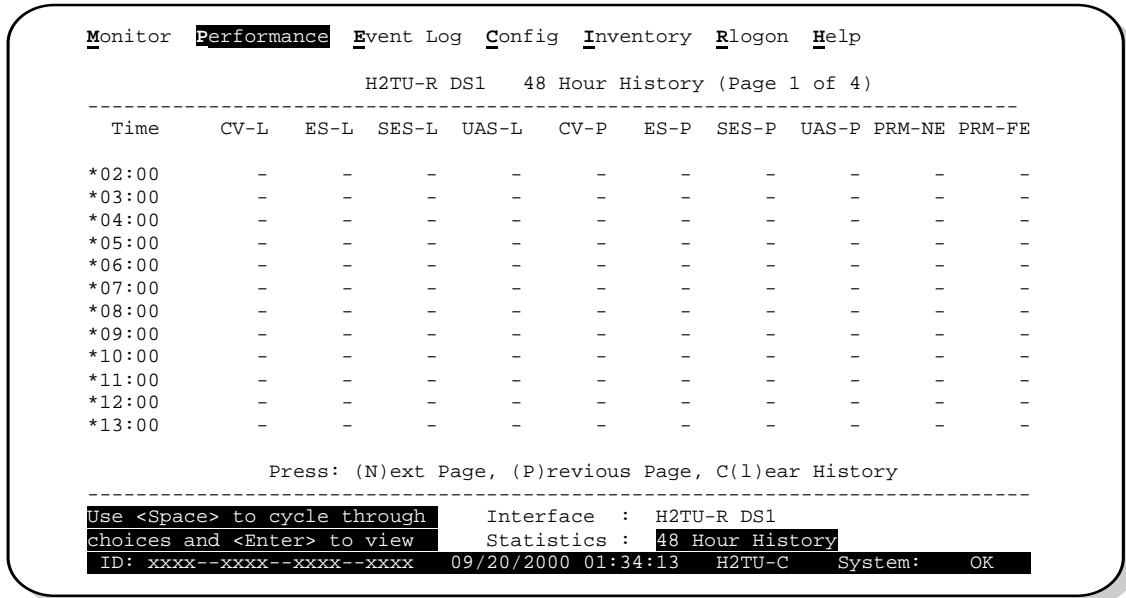 Monitor  Performance  Event Log  Config  Inventory  Rlogon  Help
H2TU-R DS1   48 Hour History (Page 1 of 4)
--------------------------------------------------------------------------------
Time  CV-L  ES-L  SES-L  UAS-L  CV-P  ES-P  SES-P  UAS-P  PRM-NE  PRM-FE
*02:00  -  -  -  -  -  -  -  -  -  -
*03:00  -  -  -  -  -  -  -  -  -  -
*04:00  -  -  -  -  -  -  -  -  -  -
*05:00  -  -  -  -  -  -  -  -  -  -
*06:00  -  -  -  -  -  -  -  -  -  -
*07:00  -  -  -  -  -  -  -  -  -  -
*08:00  -  -  -  -  -  -  -  -  -  -
*09:00  -  -  -  -  -  -  -  -  -  -
*10:00  -  -  -  -  -  -  -  -  -  -
*11:00  -  -  -  -  -  -  -  -  -  -
*12:00  -  -  -  -  -  -  -  -  -  -
*13:00  -  -  -  -  -  -  -  -  -  -
Press: (N)ext Page, (P)revious Page, C(l)ear History
--------------------------------------------------------------------------------
Use <Space> to cycle through  Interface  :  H2TU-R DS1
choices and <Enter> to view  Statistics :  48 Hour History
ID: xxxx--xxxx--xxxx--xxxx  09/20/2000 01:34:13  H2TU-C  System:  OK